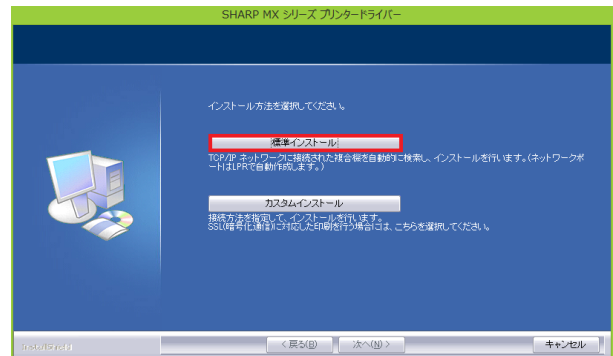 SHARP MX シリーズ プリンタードライバー
インストール方法を選択してください。
標準インストール
TCP/IP ネットワークに接続された複合機を自動的に検索し、インストールを行います。(ネットワークポ
ートはLPRで自動作成します。)
カスタムインストール
接続方法を指定して、インストールを行います。
SSL(暗号化通信)に対応した印刷を行う場合には、こちらを選択してください。
InstallShield
< 戻る(B)
次へ(N) >
キャンセル